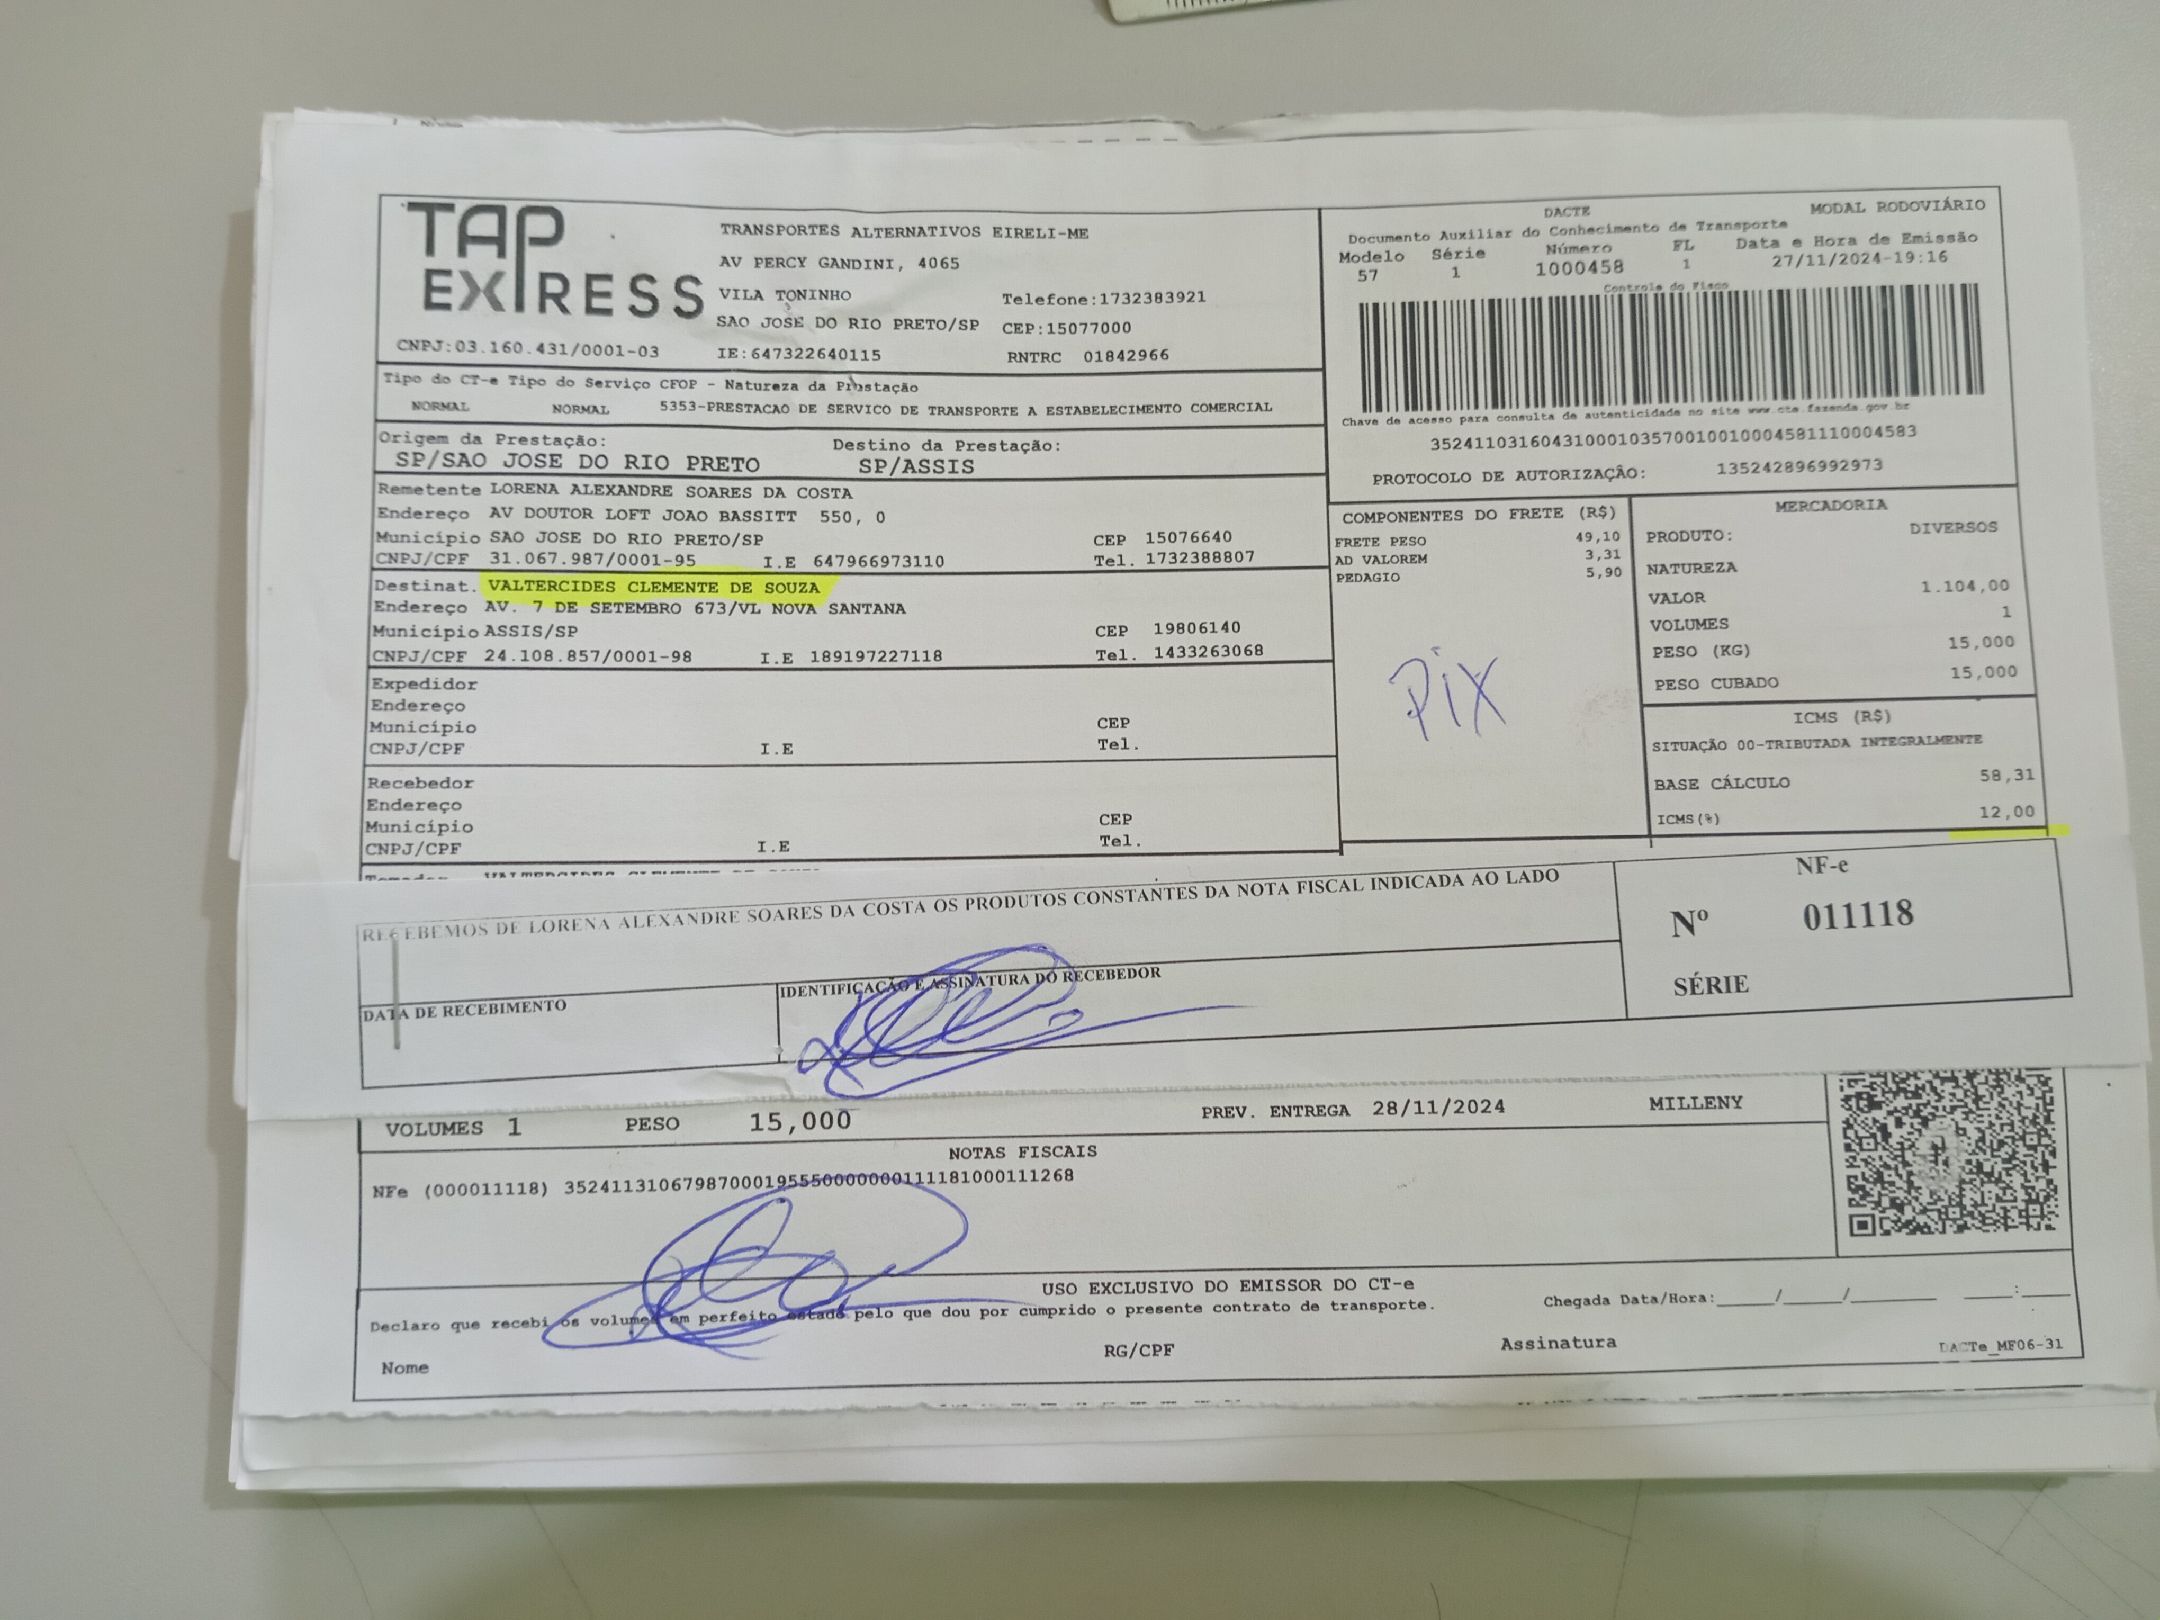 TAP EXPRESS
TRANSPORTES ALTERNATIVOS EIRELI-ME
AV PERCY GANDINI, 4065
VILA TONINHO Telefone:1732383921
SAO JOSE DO RIO PRETO/SP CEP:15077000
CNPJ:03.160.431/0001-03 IE:647322640115 RNTRC 01842966
DACTE MODAL RODOVIÁRIO
Documento Auxiliar do Conhecimento de Transporte
Modelo Série Número FL Data e Hora de Emissão
57 1 1000458 1 27/11/2024-19:16
Controle do Fisco
Chave de acesso para consulta de autenticidade no site www.cte.fazenda.gov.br
35241103160431000103570010010004581110004583
PROTOCOLO DE AUTORIZAÇÃO: 135242896992973
Tipo do CT-e Tipo do Serviço CFOP - Natureza da Prestação
NORMAL NORMAL 5353-PRESTACAO DE SERVICO DE TRANSPORTE A ESTABELECIMENTO COMERCIAL
Origem da Prestação: Destino da Prestação:
SP/SAO JOSE DO RIO PRETO SP/ASSIS
Remetente LORENA ALEXANDRE SOARES DA COSTA
Endereço AV DOUTOR LOFT JOAO BASSITT 550, 0
Município SAO JOSE DO RIO PRETO/SP CEP 15076640
CNPJ/CPF 31.067.987/0001-95 I.E 647966973110 Tel. 1732388807
Destinat. VALTERCIDES CLEMENTE DE SOUZA
Endereço AV. 7 DE SETEMBRO 673/VL NOVA SANTANA
Município ASSIS/SP CEP 19806140
CNPJ/CPF 24.108.857/0001-98 I.E 189197227118 Tel. 1433263068
Expedidor
Endereço
Município CEP
CNPJ/CPF I.E Tel.
Recebedor
Endereço
Município CEP
CNPJ/CPF I.E Tel.
COMPONENTES DO FRETE (R$)
FRETE PESO 49,10
AD VALOREM 3,31
PEDAGIO 5,90
PIX
MERCADORIA
PRODUTO: DIVERSOS
NATUREZA
VALOR 1.104,00
VOLUMES 1
PESO (KG) 15,000
PESO CUBADO 15,000
ICMS (R$)
SITUAÇÃO 00-TRIBUTADA INTEGRALMENTE
BASE CÁLCULO 58,31
ICMS(%) 12,00
RECEBEMOS DE LORENA ALEXANDRE SOARES DA COSTA OS PRODUTOS CONSTANTES DA NOTA FISCAL INDICADA AO LADO
DATA DE RECEBIMENTO IDENTIFICAÇÃO E ASSINATURA DO RECEBEDOR
NF-e
Nº 011118
SÉRIE
VOLUMES 1 PESO 15,000 PREV. ENTREGA 28/11/2024 MILLENY
NOTAS FISCAIS
NFe (000011118) 35241131067987000195550000000111181000111268
USO EXCLUSIVO DO EMISSOR DO CT-e
Declaro que recebi os volumes em perfeito estado pelo que dou por cumprido o presente contrato de transporte. Chegada Data/Hora:____/____/______ ____:____
Nome RG/CPF Assinatura DACTe_MF06-31